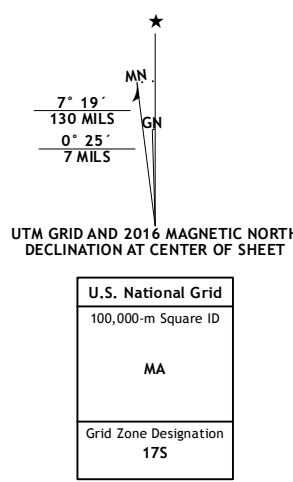 ★
MN
7° 19´
130 MILS
GN
0° 25´
7 MILS
UTM GRID AND 2016 MAGNETIC NORTH
DECLINATION AT CENTER OF SHEET
U.S. National Grid
100,000-m Square ID
MA
Grid Zone Designation
17S